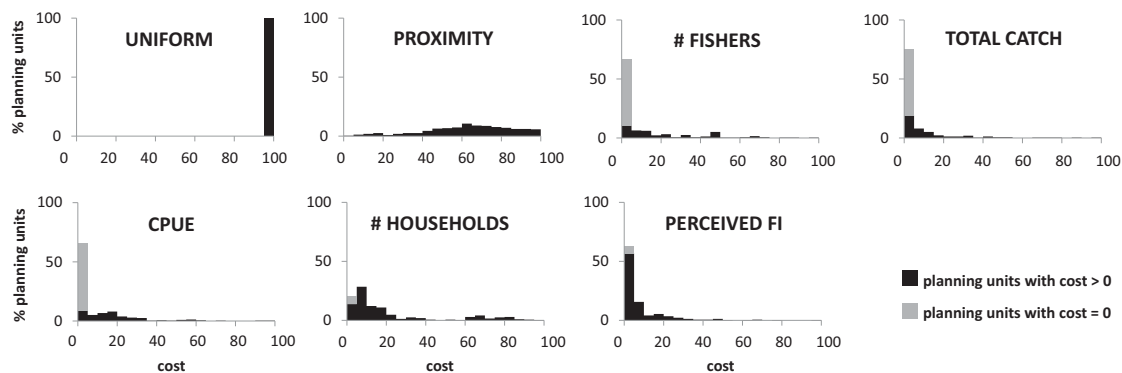 UNIFORM
% planning units
100
50
0
0 20 40 60 80 100
PROXIMITY
100
50
0
0 20 40 60 80 100
# FISHERS
100
50
0
0 20 40 60 80 100
TOTAL CATCH
100
50
0
0 20 40 60 80 100
CPUE
% planning units
100
50
0
0 20 40 60 80 100
cost
# HOUSEHOLDS
100
50
0
0 20 40 60 80 100
cost
PERCEIVED FI
100
50
0
0 20 40 60 80 100
cost
planning units with cost > 0
planning units with cost = 0